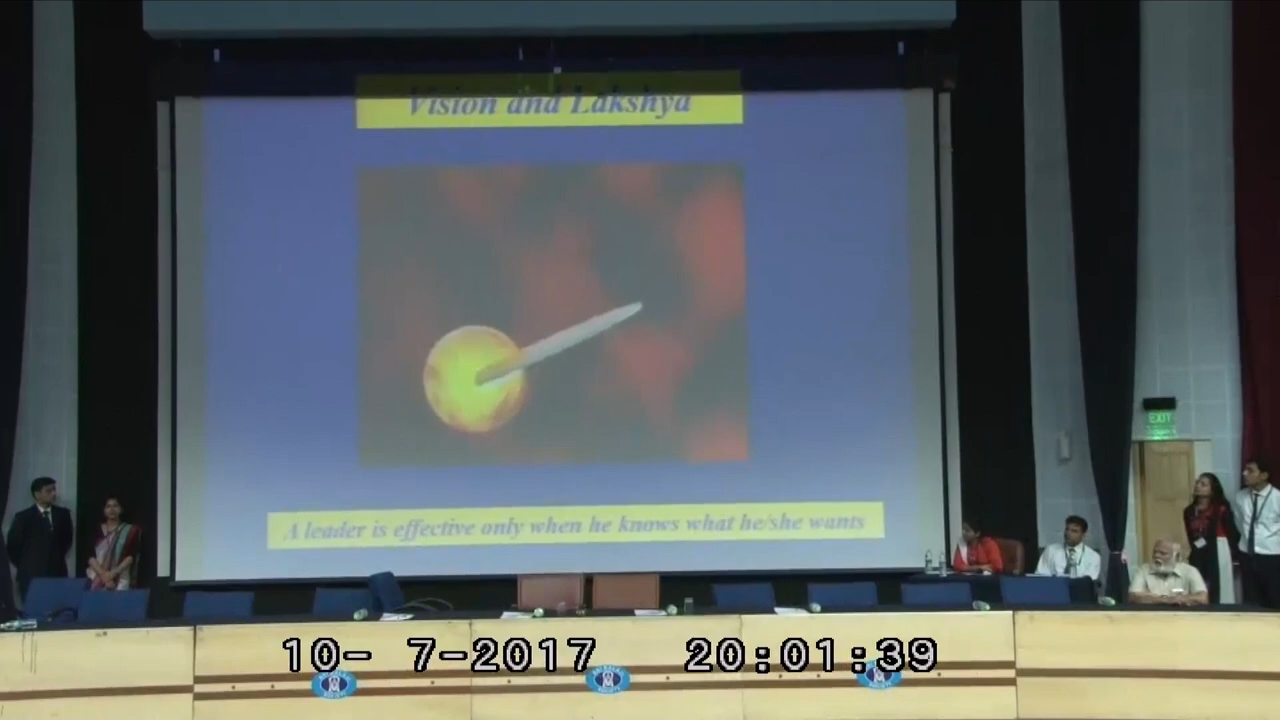 Vision and Lakshya
A leader is effective only when he knows what he/she wants
EXIT
10- 7-2017 20:01:39